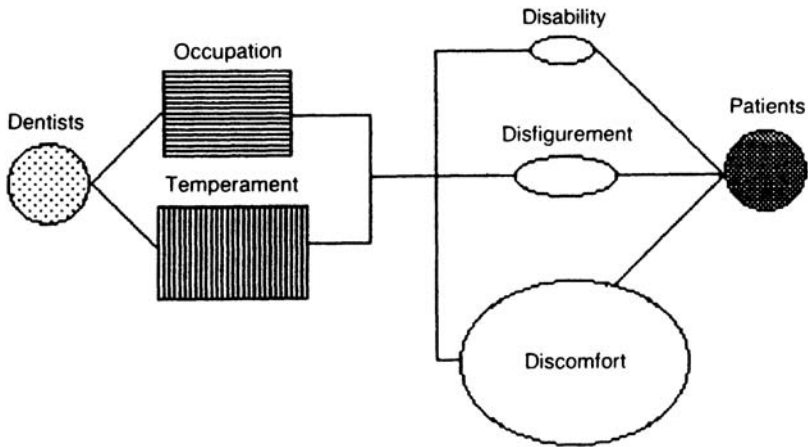 Dentists
Occupation
Temperament
Disability
Disfigurement
Discomfort
Patients